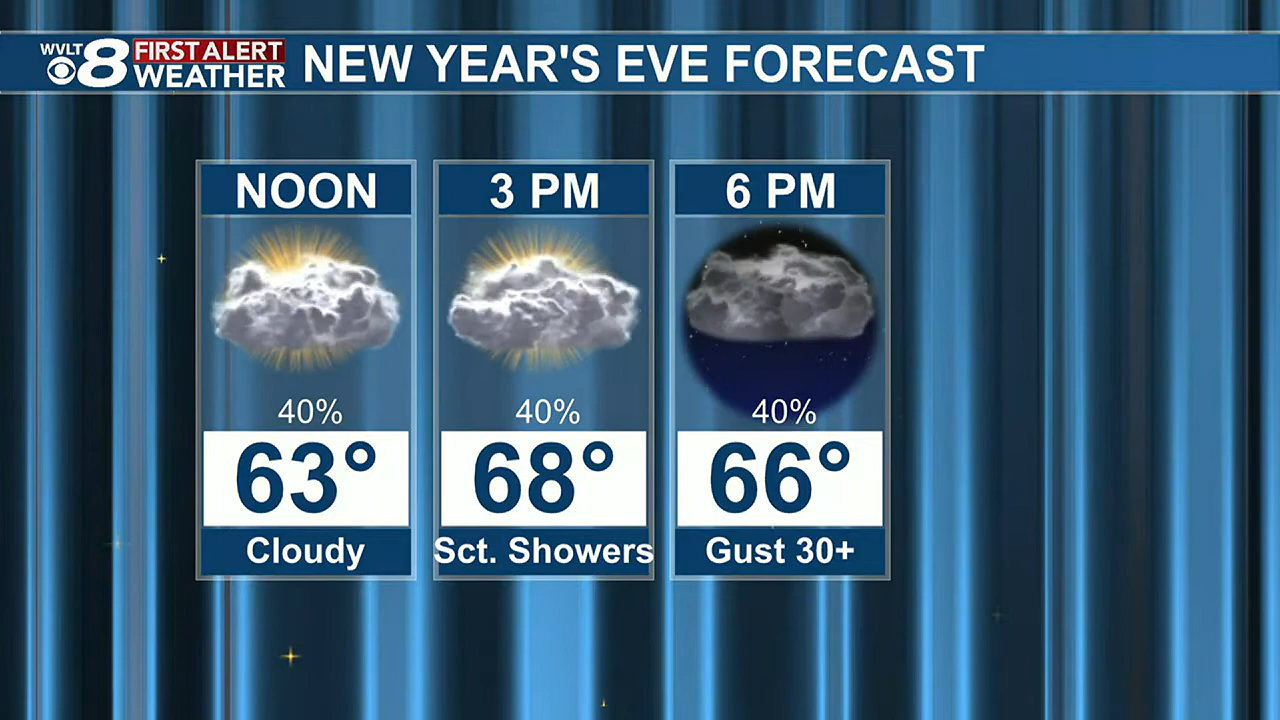 WVLT 8 FIRST ALERT WEATHER
NEW YEAR'S EVE FORECAST
NOON
40%
63°
Cloudy
3 PM
40%
68°
Sct. Showers
6 PM
40%
66°
Gust 30+